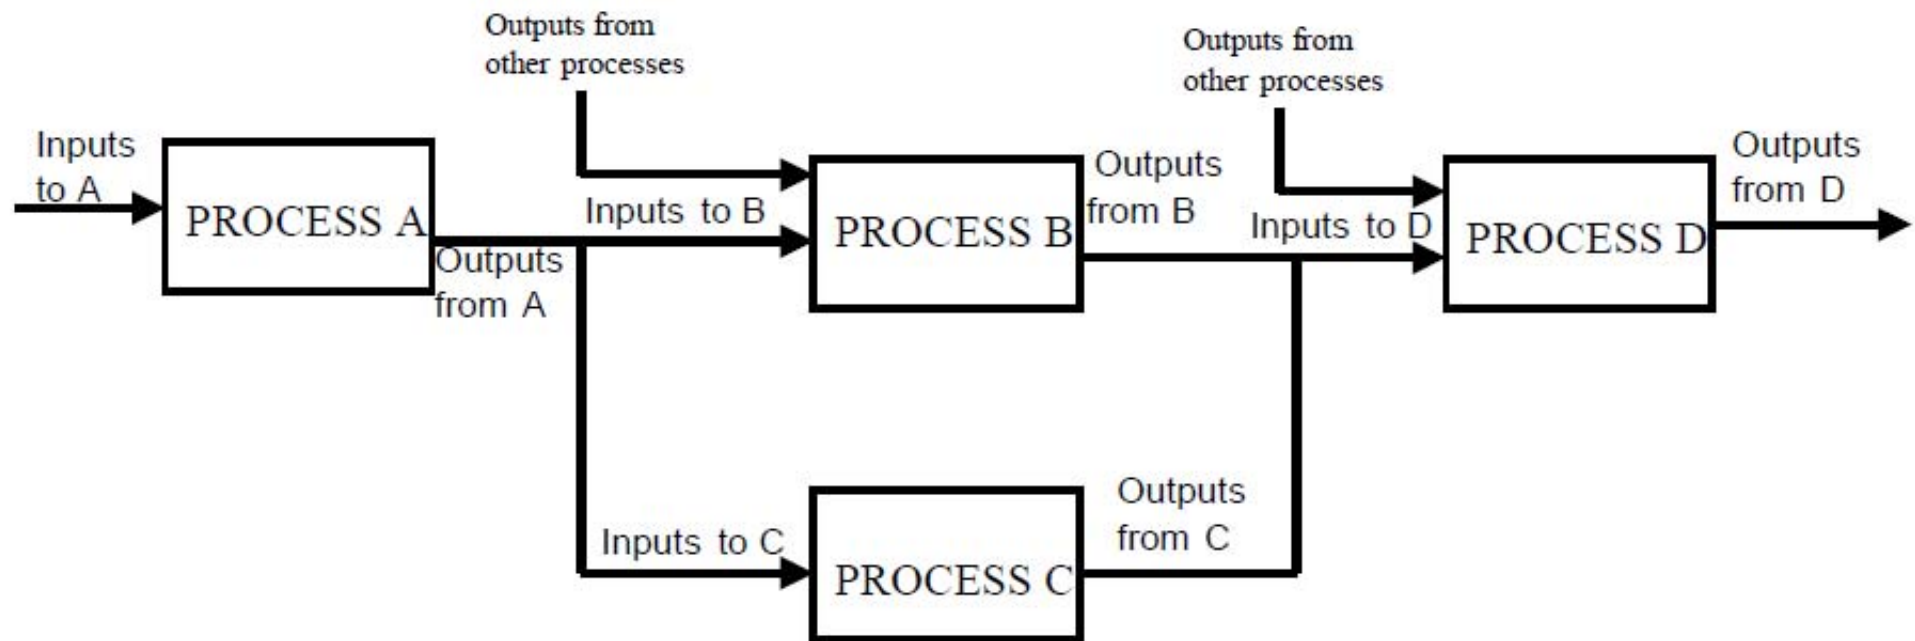 Outputs from
other processes
Outputs from
other processes
Inputs
to A
PROCESS A
Outputs
from A
Inputs to B
PROCESS B
Outputs
from B
Inputs to D
PROCESS D
Outputs
from D
Inputs to C
PROCESS C
Outputs
from C